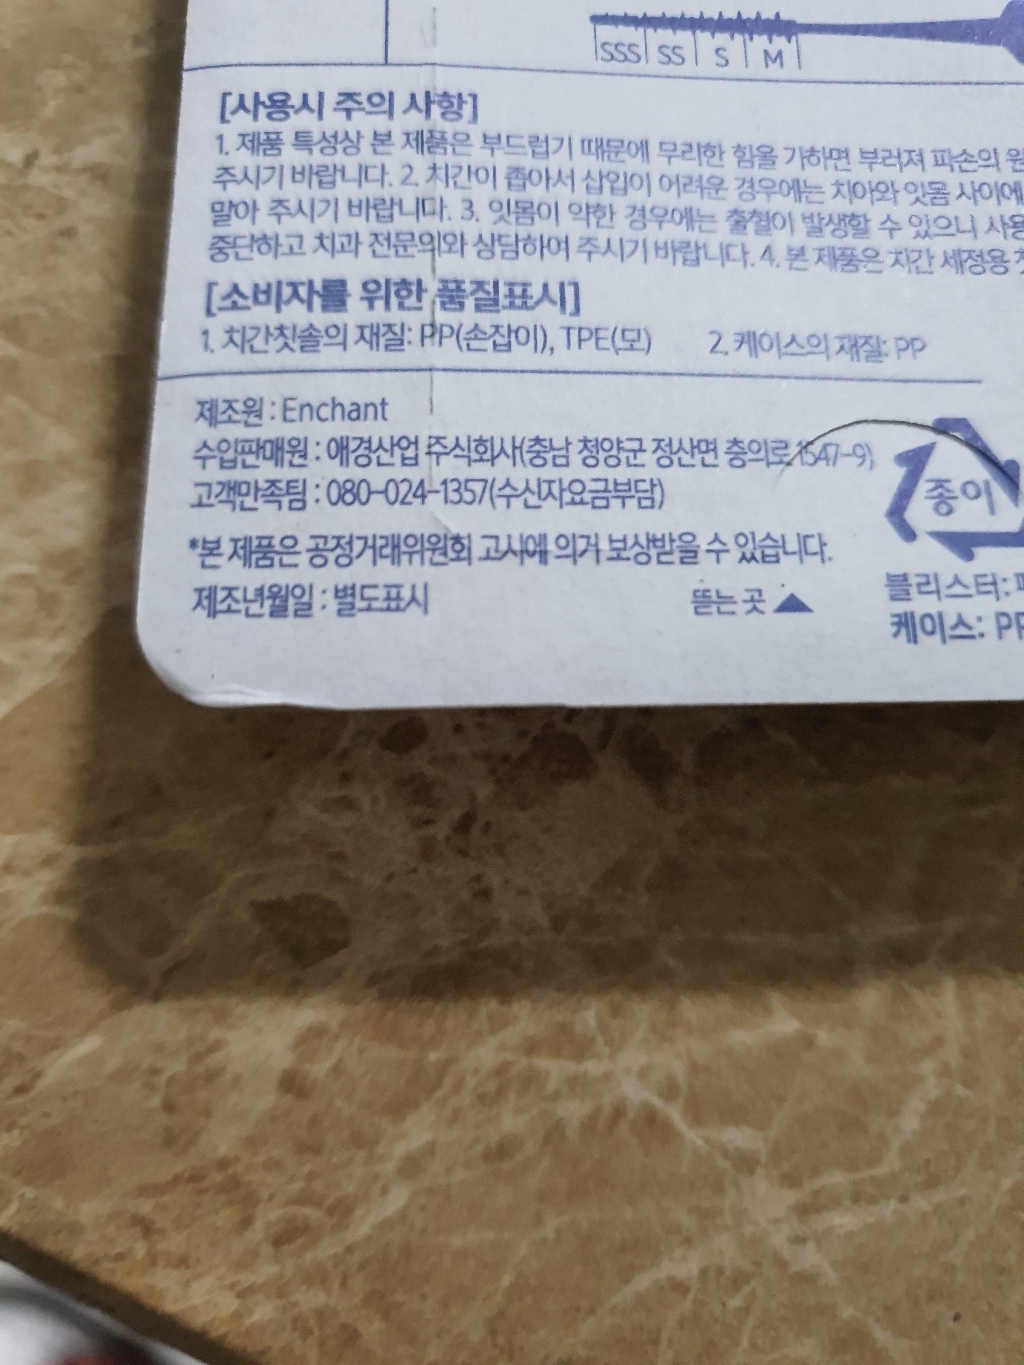 SSS SS S M
[사용시 주의 사항]
1. 제품 특성상 본 제품은 부드럽기 때문에 무리한 힘을 가하면 부러져 파손의
주시기 바랍니다. 2. 치간이 좁아서 삽입이 어려운 경우에는 치아와 잇몸 사이에
말아 주시기 바랍니다. 3. 잇몸이 약한 경우에는 출혈이 발생할 수 있으니 사용
중단하고 치과 전문의와 상담하여 주시기 바랍니다. 4. 본 제품은 치간 세정용
[소비자를 위한 품질표시]
1. 치간칫솔의 재질: PP(손잡이), TPE(모) 2. 케이스의 재질: PP
제조원 : Enchant
수입판매원 : 애경산업 주식회사(충남 청양군 정산면 충의로 1547-9)
고객만족팀 : 080-024-1357(수신자요금부담)
종이
*본 제품은 공정거래위원회 고시에 의거 보상받을 수 있습니다.
제조년월일 : 별도표시
뜯는 곳 ▲
블리스터:
케이스: PP